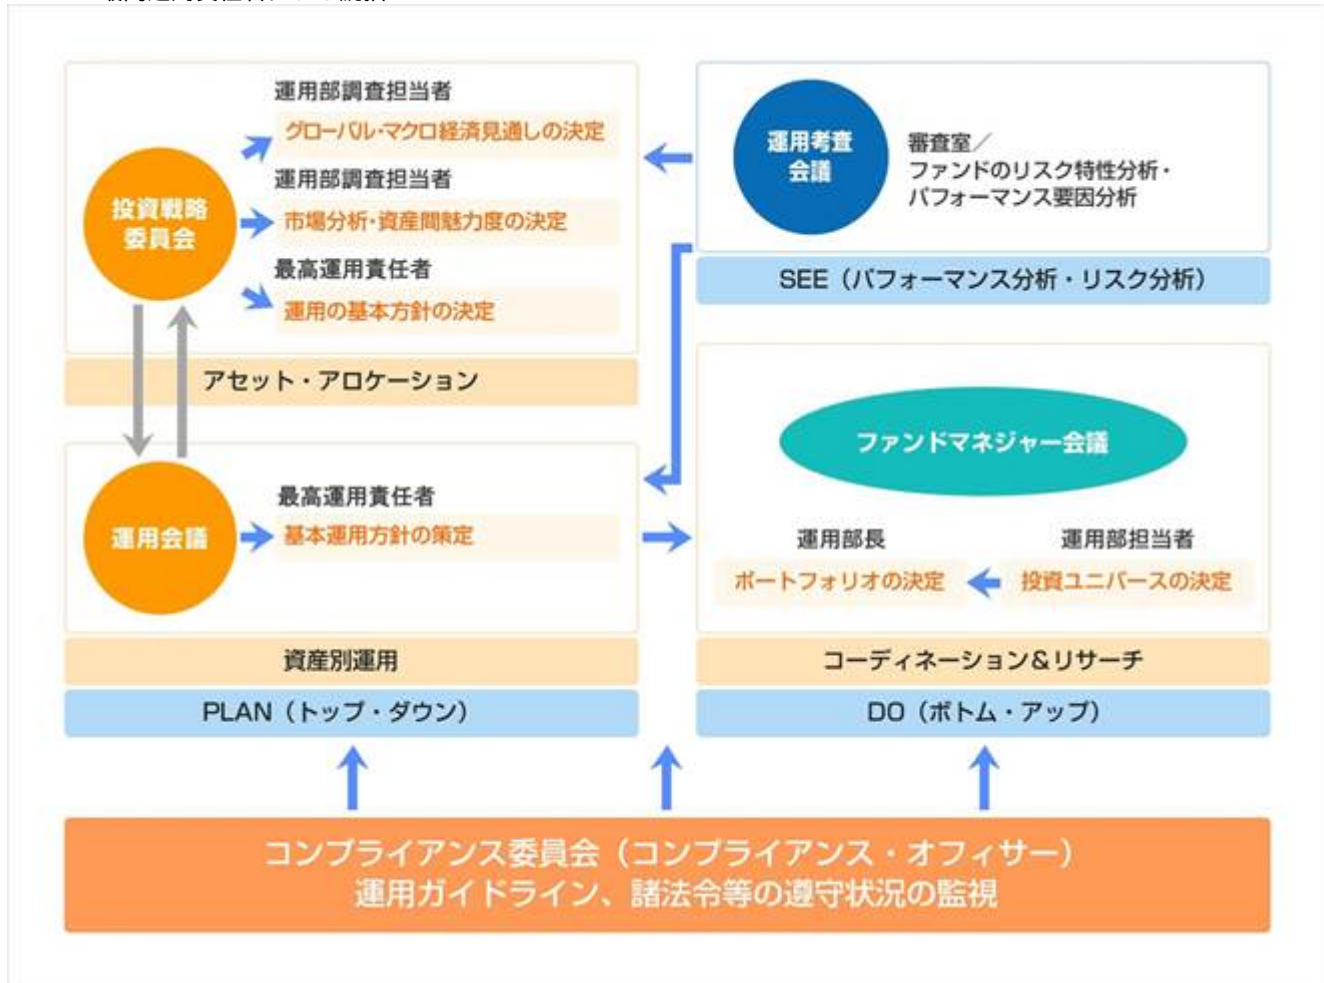 運用部調査担当者
グローバル・マクロ経済見通しの決定
運用部調査担当者
投資戦略
委員会
市場分析・資産間魅力度の決定
最高運用責任者
運用の基本方針の決定
アセット・アロケーション
運用考査
会議
審査室／
ファンドのリスク特性分析・
パフォーマンス要因分析
SEE（パフォーマンス分析・リスク分析）
運用会議
最高運用責任者
基本運用方針の策定
資産別運用
PLAN（トップ・ダウン）
ファンドマネジャー会議
運用部長
運用部担当者
ポートフォリオの決定
投資ユニバースの決定
コーディネーション＆リサーチ
DO（ボトム・アップ）
コンプライアンス委員会（コンプライアンス・オフィサー）
運用ガイドライン、諸法令等の遵守状況の監視